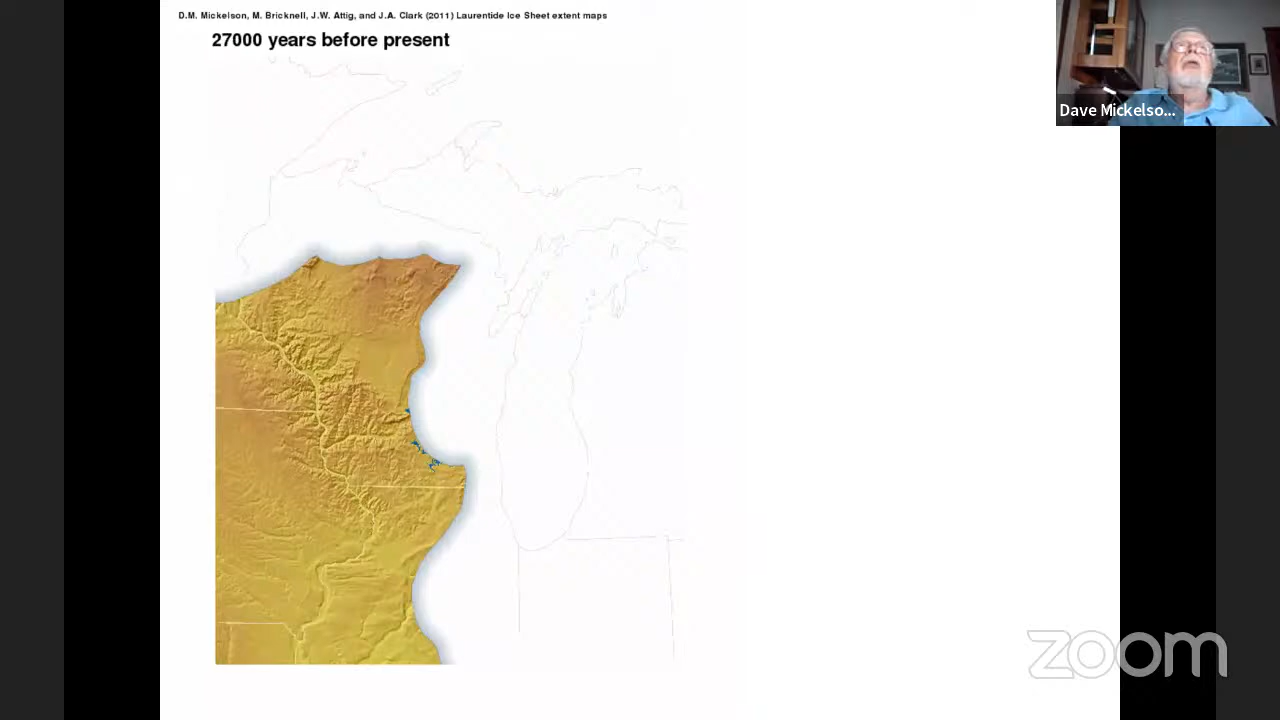 D.M. Mickelson, M. Bricknell, J.W. Attig, and J.A. Clark (2011) Laurentide Ice Sheet extent maps
27000 years before present
Dave Mickelso...
zoom